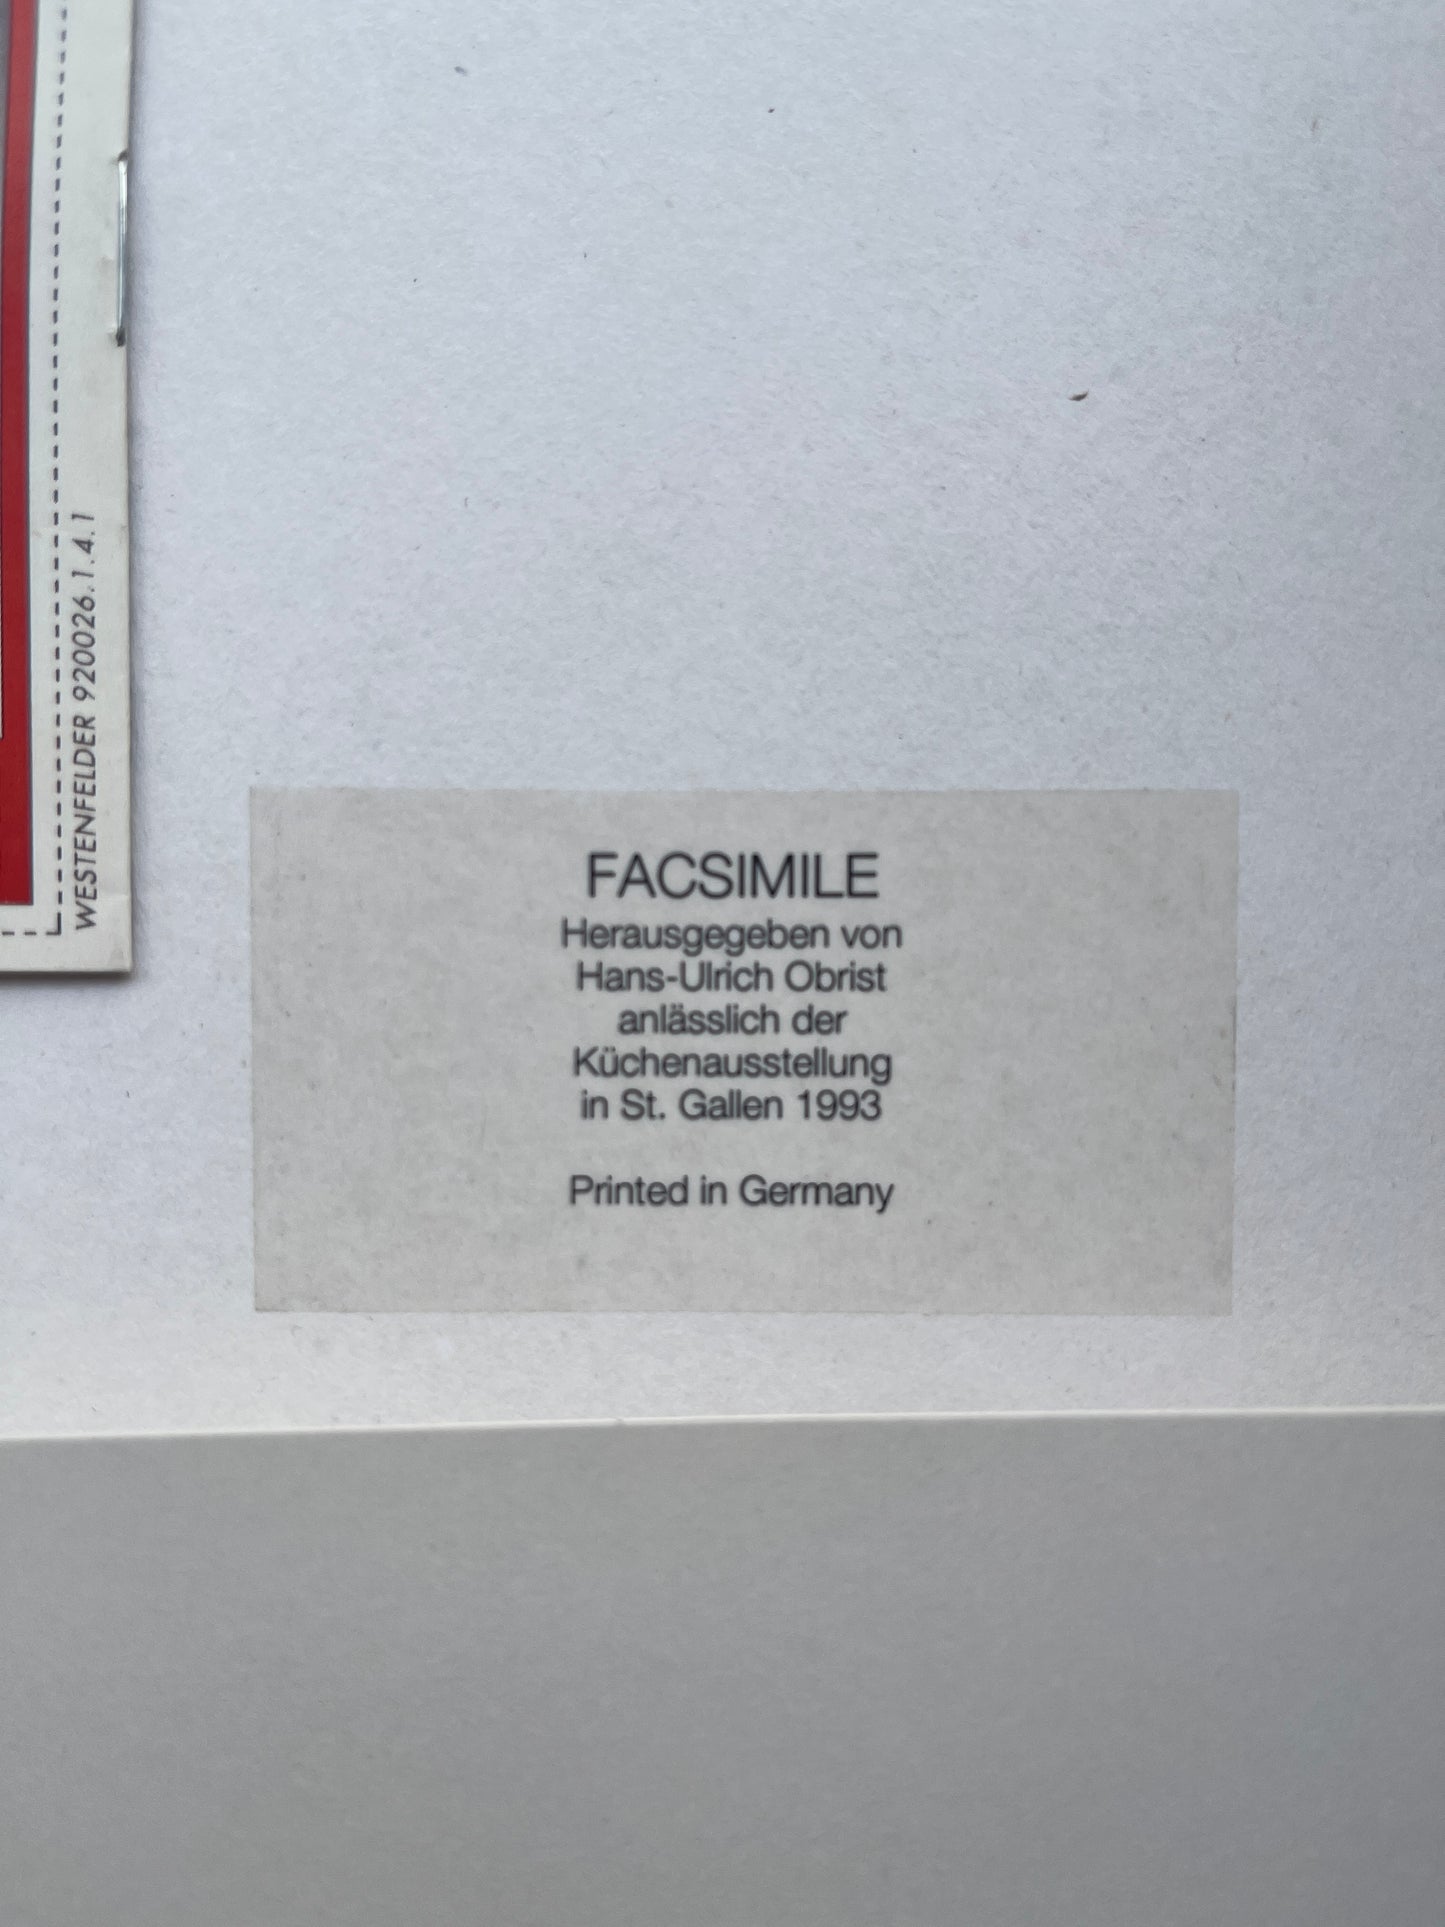 WESTENFELDER 920026.1.4.1
FACSIMILE
Herausgegeben von
Hans-Ulrich Obrist
anlässlich der
Küchenausstellung
in St. Gallen 1993
Printed in Germany